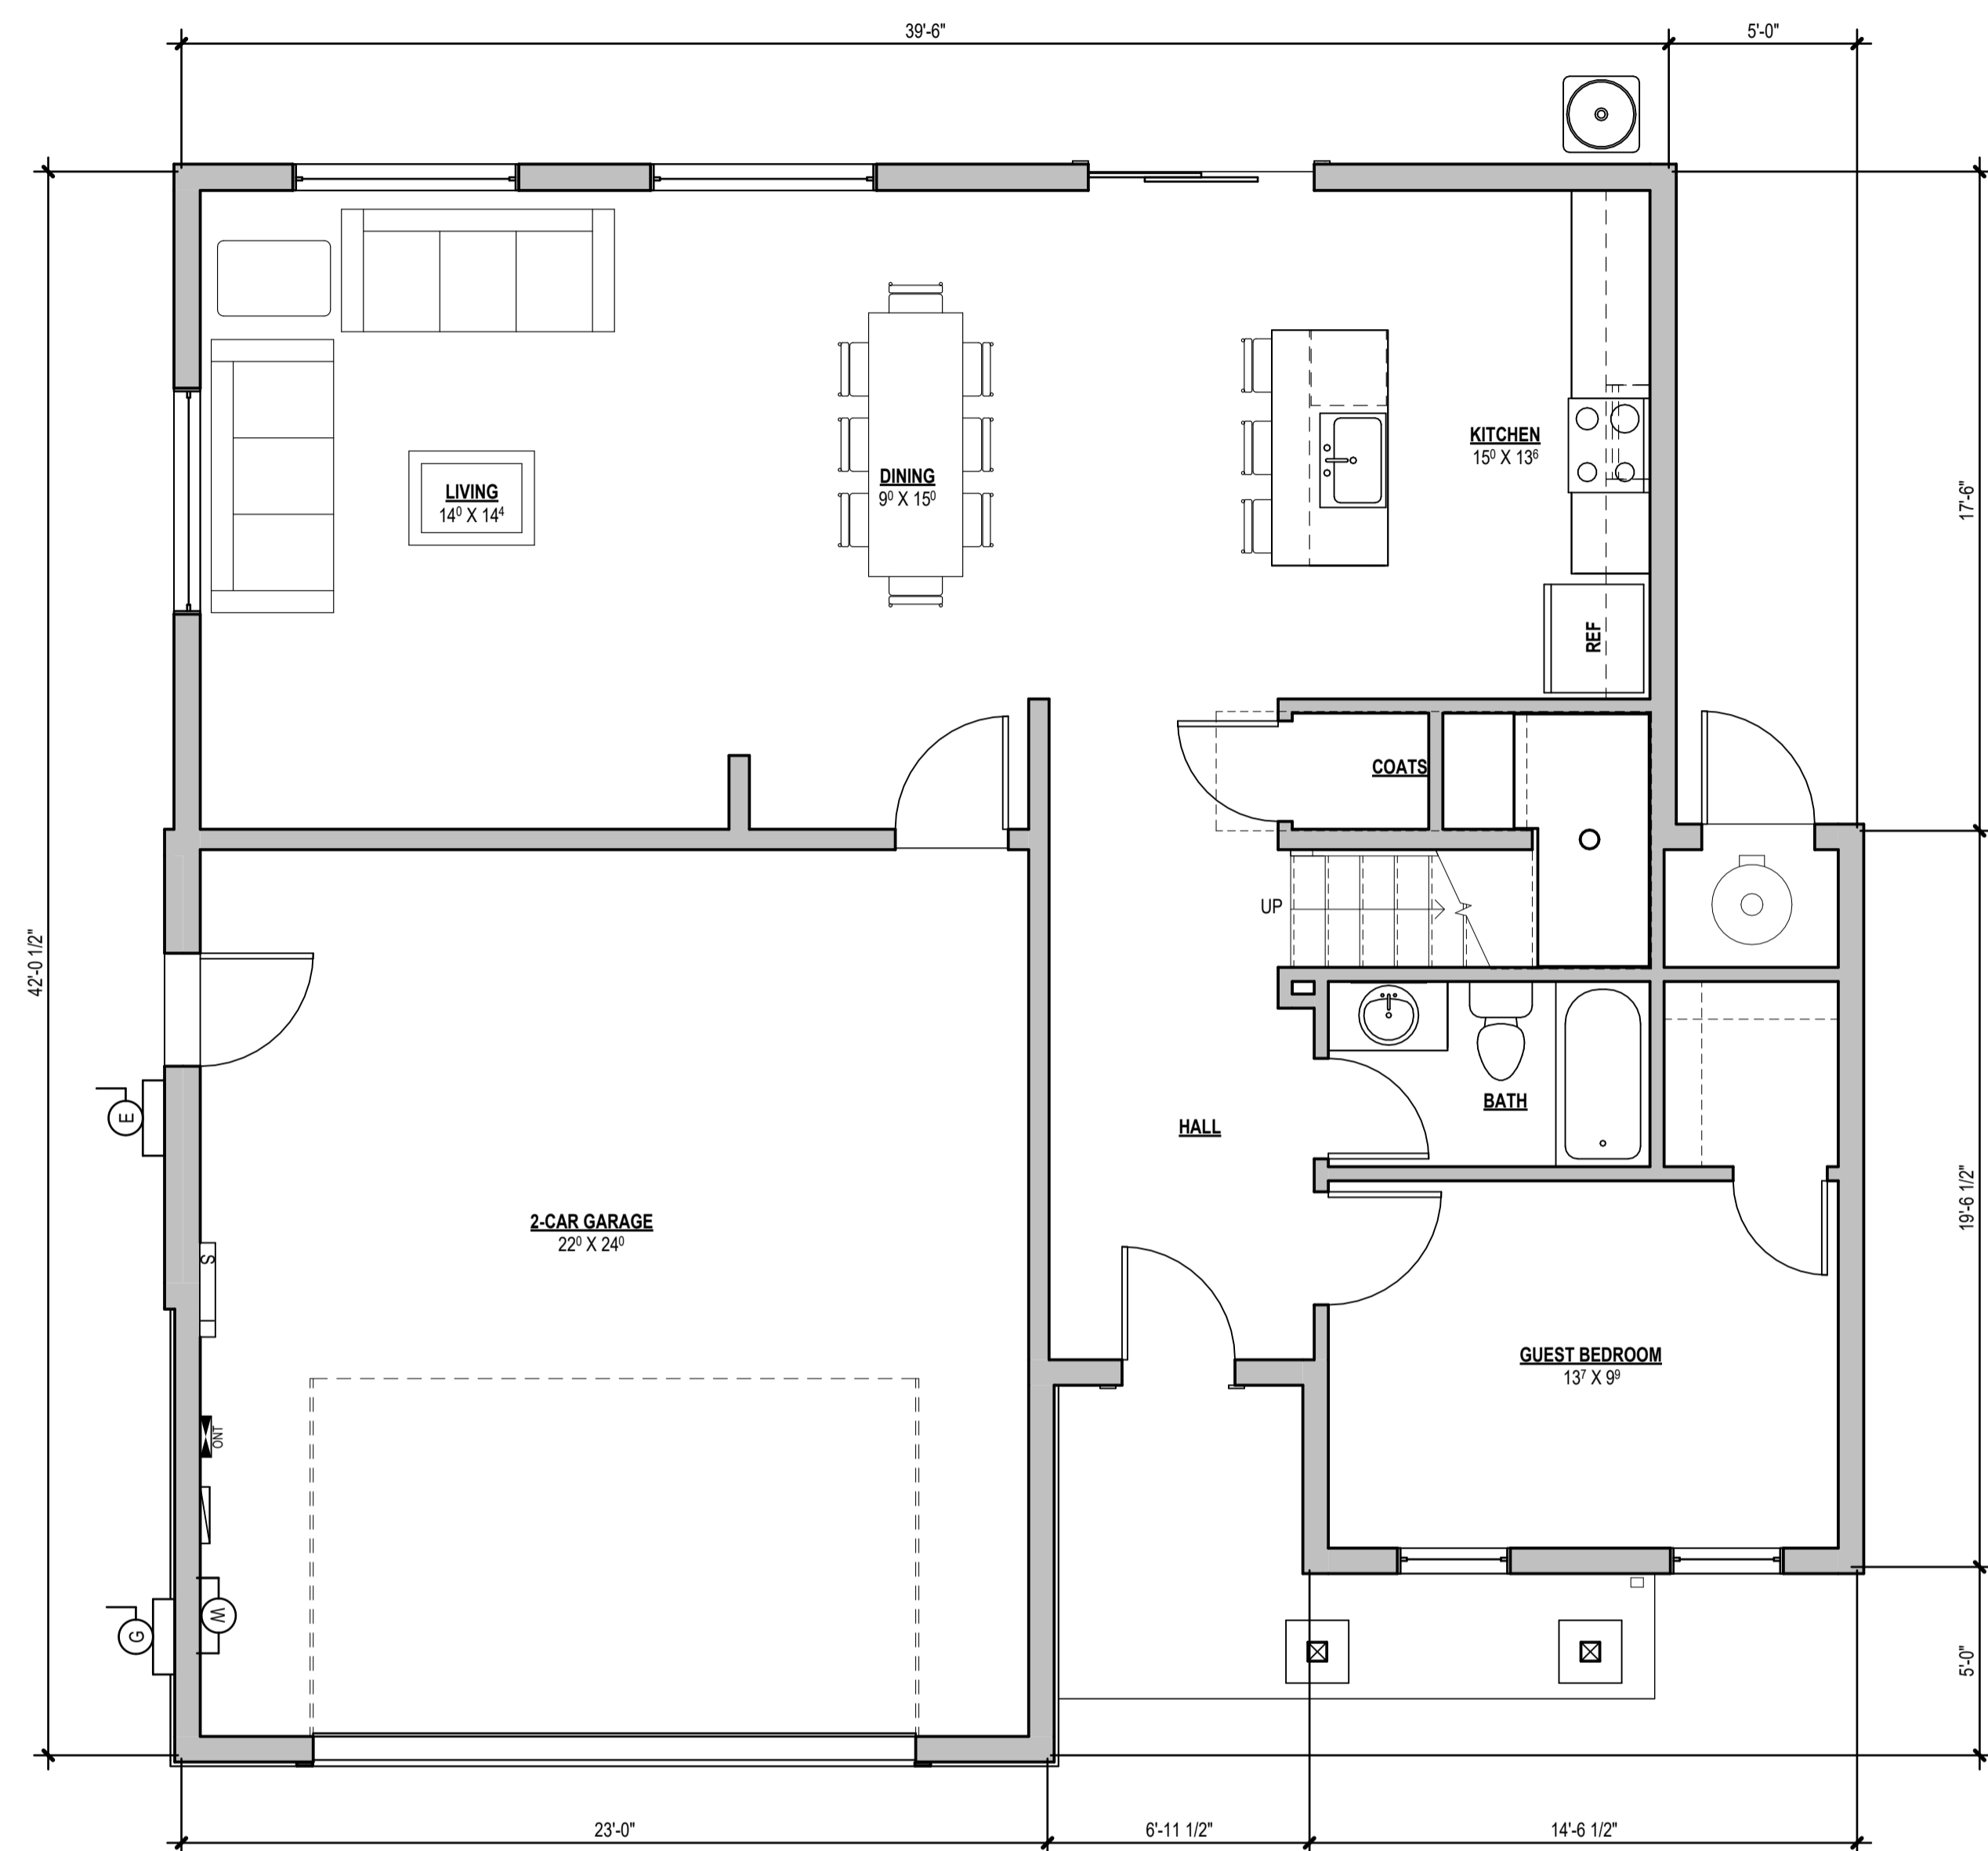 39'-6"
5'-0"
KITCHEN
15⁰ X 13⁶
LIVING
14⁰ X 14⁴
DINING
9⁰ X 15⁰
17'-6"
REF
COATS
UP
42'-0 1/2"
E
BATH
HALL
19'-6 1/2"
2-CAR GARAGE
22⁰ X 24⁰
S
GUEST BEDROOM
13⁷ X 9⁹
ONT
W
G
5'-0"
23'-0"
6'-11 1/2"
14'-6 1/2"